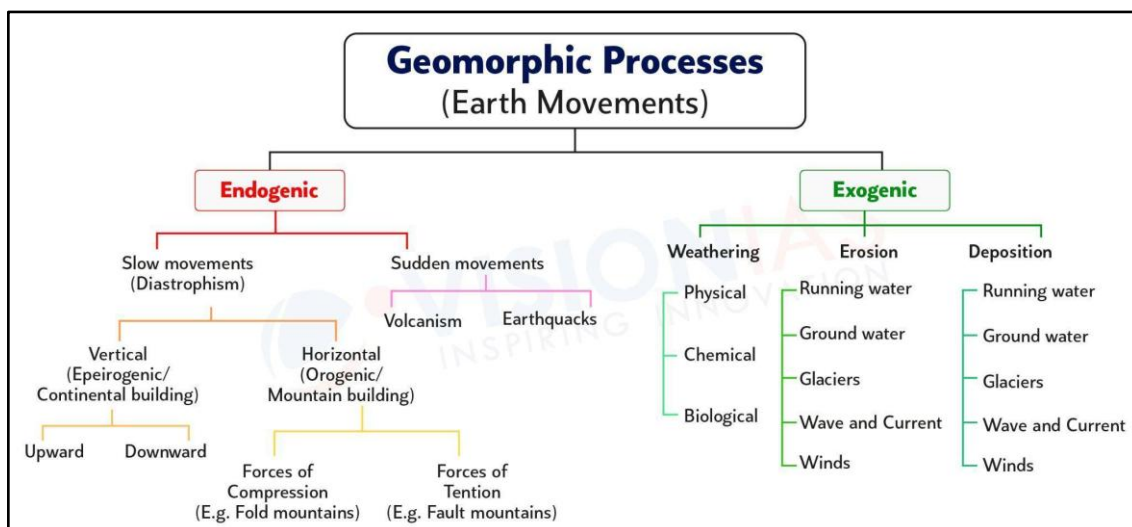 Geomorphic Processes
(Earth Movements)
Endogenic
Exogenic
Slow movements
(Diastrophism)
Sudden movements
Vertical
(Epeirogenic/
Continental building)
Horizontal
(Orogenic/
Mountain building)
Volcanism
Earthquacks
Upward
Downward
Forces of
Compression
(E.g. Fold mountains)
Forces of
Tention
(E.g. Fault mountains)
Weathering
Physical
Chemical
Biological
Erosion
Running water
Ground water
Glaciers
Wave and Current
Winds
Deposition
Running water
Ground water
Glaciers
Wave and Current
Winds
VISIONIAS
INSPIRING INNOVATION